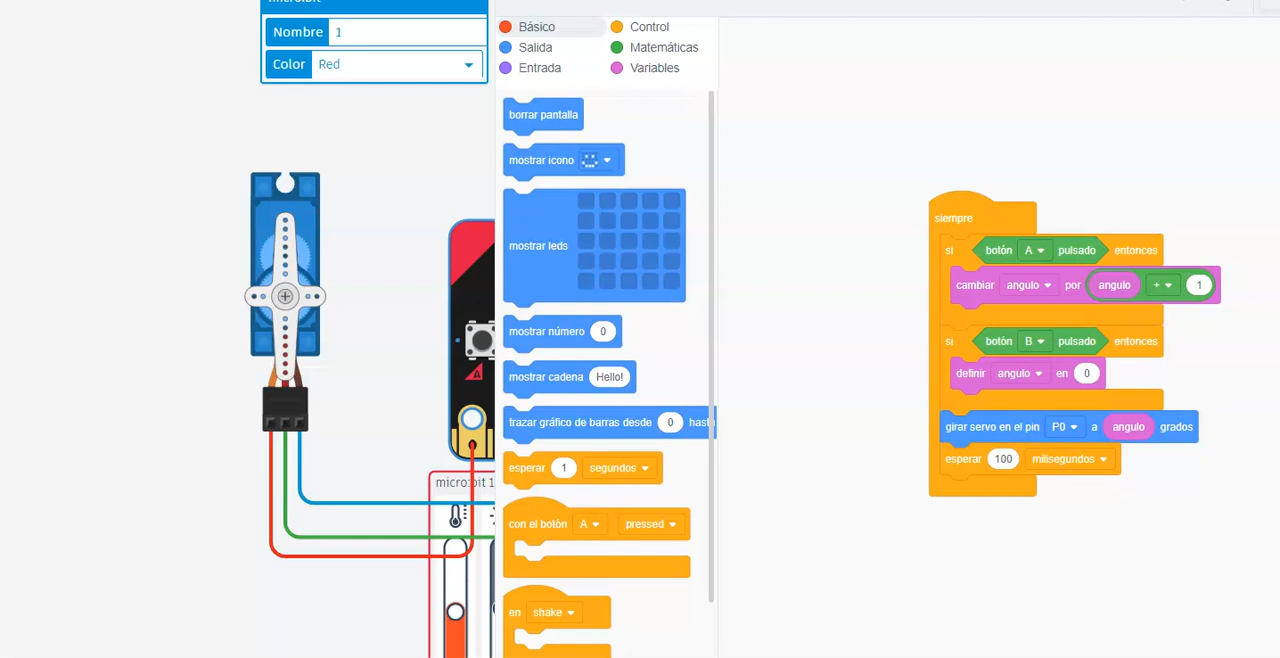 micro:bit
Nombre 1
Color Red
Básico Control
Salida Matemáticas
Entrada Variables
borrar pantalla
mostrar icono
mostrar leds
mostrar número 0
mostrar cadena Hello!
trazar gráfico de barras desde 0 hast
esperar 1 segundos
con el botón A pressed
en shake
A
micro:bit 1
siempre
si botón A pulsado entonces
cambiar angulo por angulo + 1
si botón B pulsado entonces
definir angulo en 0
girar servo en el pin P0 a angulo grados
esperar 100 milisegundos